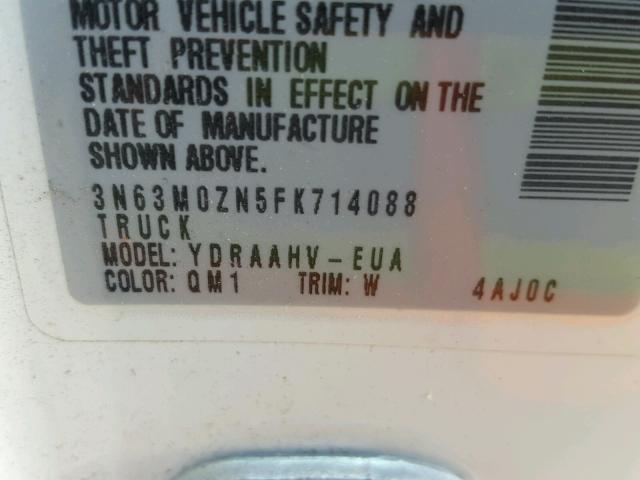 MOTOR VEHICLE SAFETY AND
THEFT PREVENTION
STANDARDS IN EFFECT ON THE
DATE OF MANUFACTURE
SHOWN ABOVE.
3N63M0ZN5FK714088
TRUCK
MODEL: YDRAAHV-EUA
COLOR: QM1 TRIM: W 4AJ0C